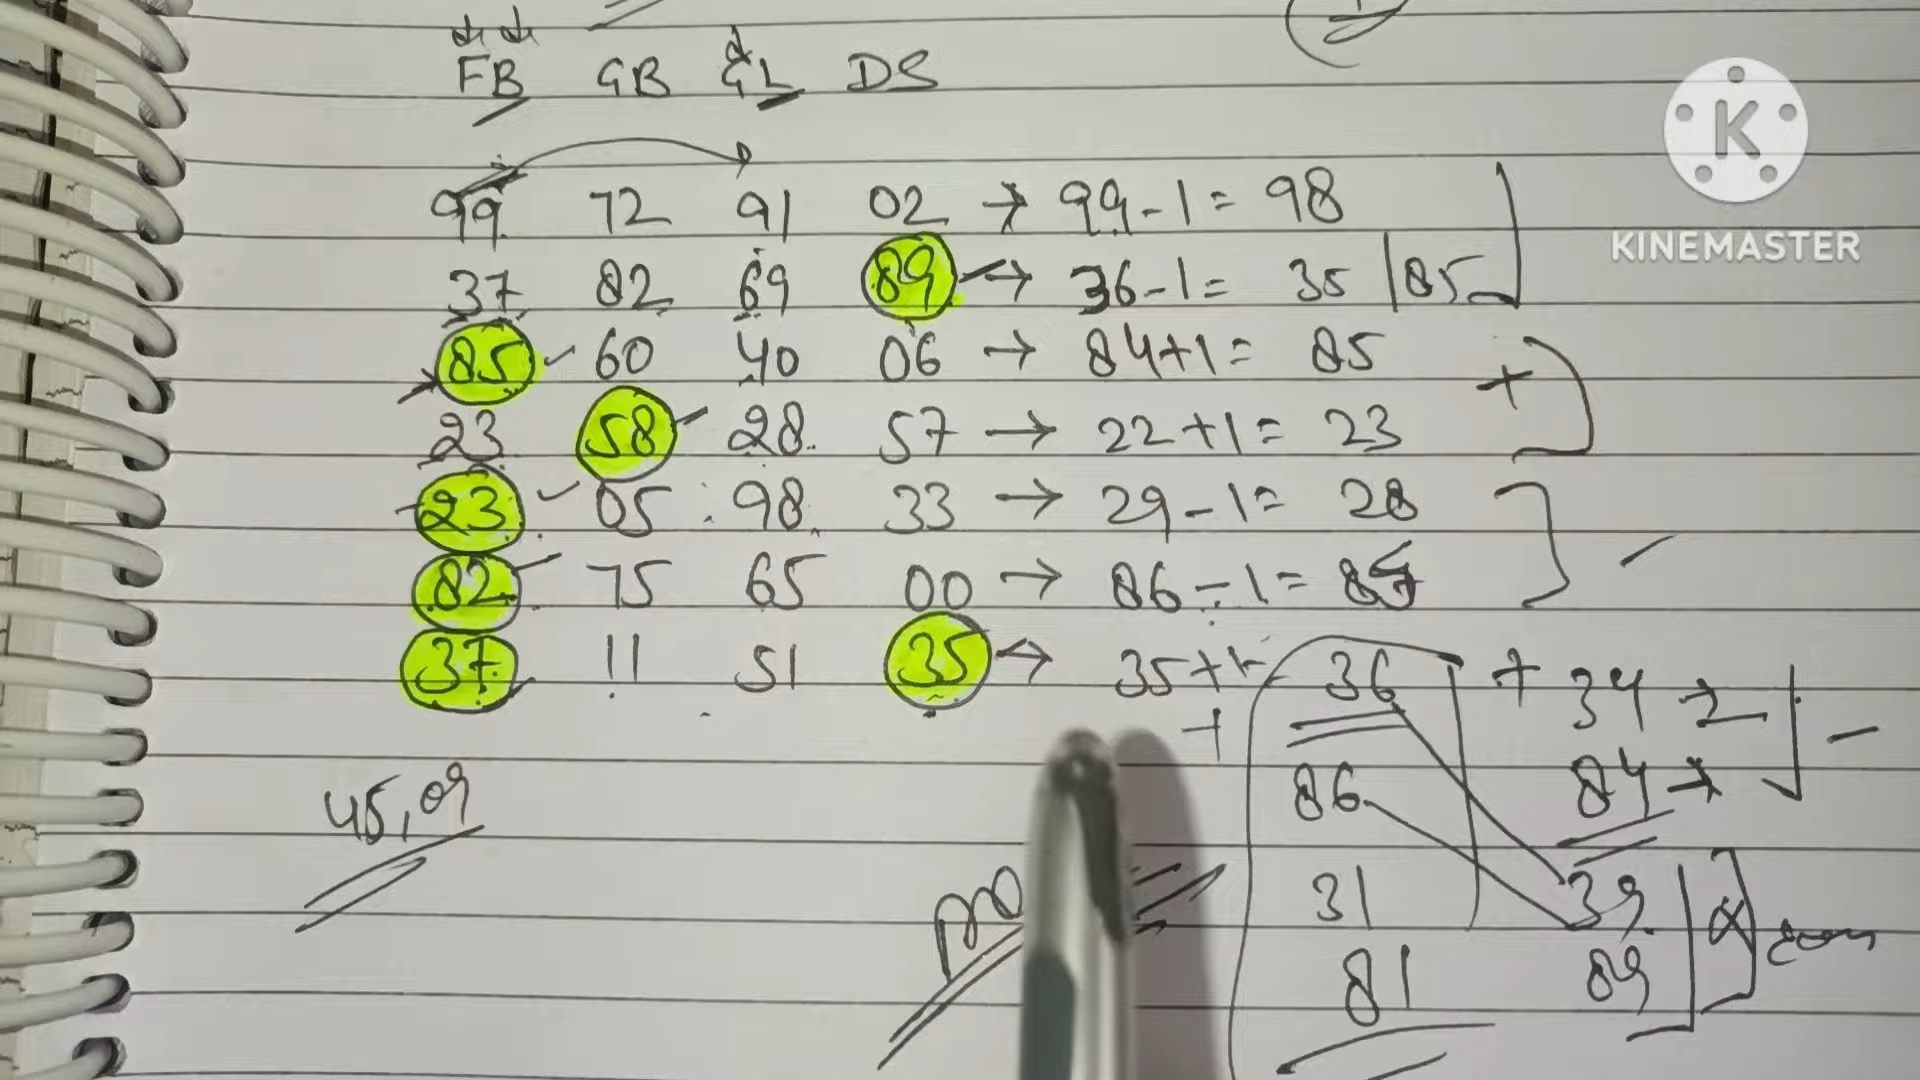 FB GB GL DS
99 72 91 02 → 99-1= 98
37 82 69 89 → 36-1= 35 |85
85 60 40 06 → 84+1= 85
23 58 28 57 → 22+1= 23
23 05 98 33 → 29-1= 28
82 75 65 00 → 86-1=
37 11 51 35 → 35+1 36 + 34
+ 86 84 → -
45,09
31 39
81 89
KINEMASTER